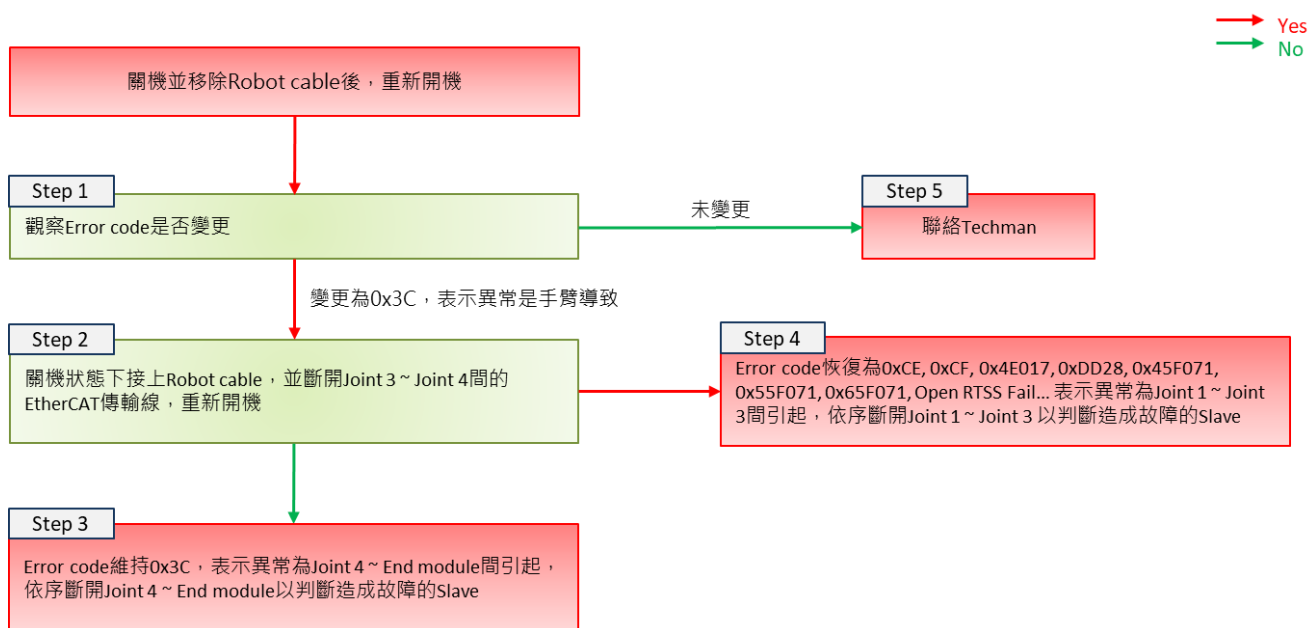 Yes
No
關機並移除Robot cable後，重新開機
Step 1
觀察Error code是否變更
未變更
Step 5
聯絡Techman
變更為0x3C，表示異常是手臂導致
Step 2
關機狀態下接上Robot cable，並斷開Joint 3 ~ Joint 4間的
EtherCAT傳輸線，重新開機
Step 4
Error code恢復為0xCE, 0xCF, 0x4E017, 0xDD28, 0x45F071,
0x55F071, 0x65F071, Open RTSS Fail... 表示異常為Joint 1 ~ Joint
3間引起，依序斷開Joint 1 ~ Joint 3 以判斷造成故障的Slave
Step 3
Error code維持0x3C，表示異常為Joint 4 ~ End module間引起，
依序斷開Joint 4 ~ End module以判斷造成故障的Slave